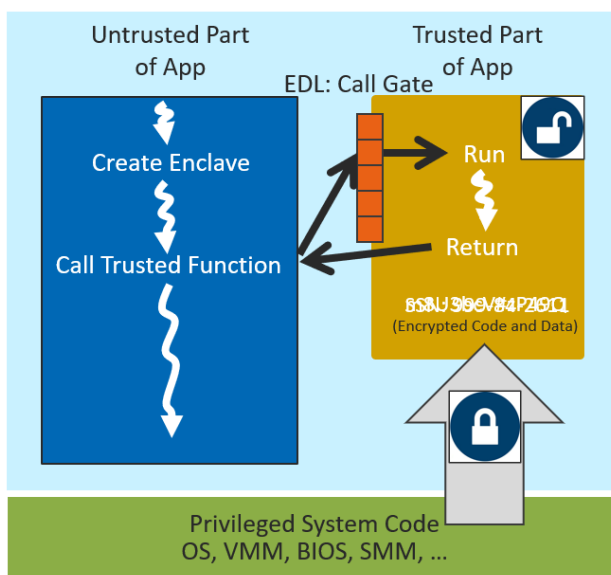 Untrusted Part
of App
Trusted Part
of App
EDL: Call Gate
Create Enclave
Call Trusted Function
Run
Return
(Encrypted Code and Data)
Privileged System Code
OS, VMM, BIOS, SMM, …